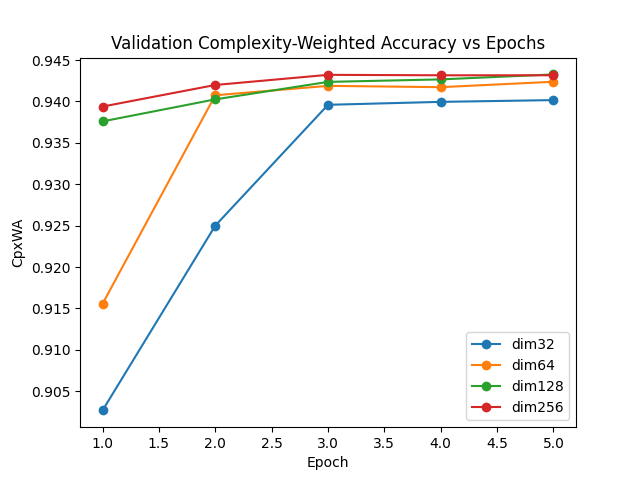 Validation Complexity-Weighted Accuracy vs Epochs
0.945
0.940
0.935
0.930
0.925
0.920
0.915
0.910
0.905
CpxWA
dim32
dim64
dim128
dim256
1.0 1.5 2.0 2.5 3.0 3.5 4.0 4.5 5.0
Epoch